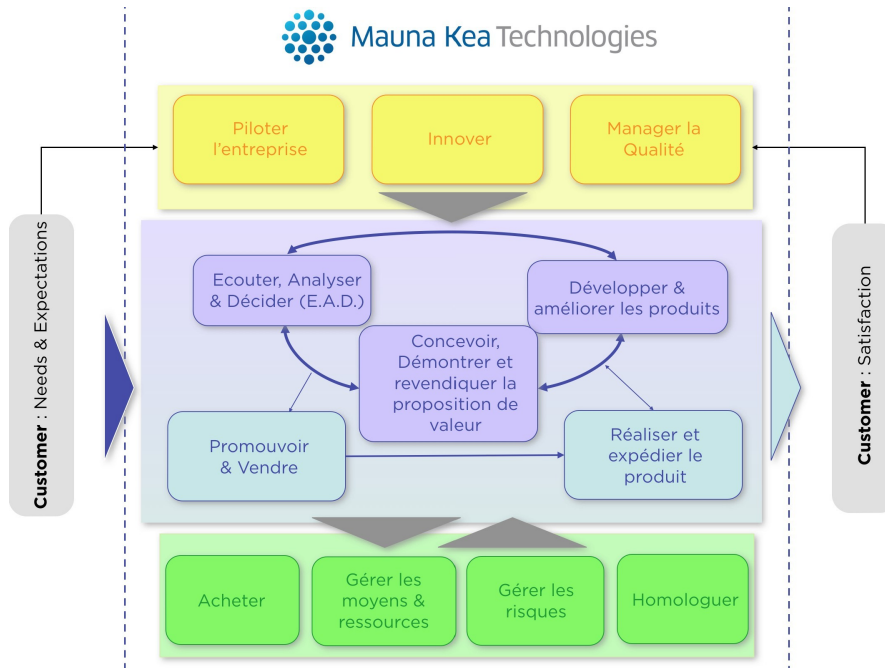 Mauna Kea Technologies
Piloter
l'entreprise
Innover
Manager la
Qualité
Customer : Needs & Expectations
Ecouter, Analyser
& Décider (E.A.D.)
Développer &
améliorer les produits
Concevoir,
Démontrer et
revendiquer la
proposition de
valeur
Promouvoir
& Vendre
Réaliser et
expédier le
produit
Customer : Satisfaction
Acheter
Gérer les
moyens &
ressources
Gérer les
risques
Homologuer